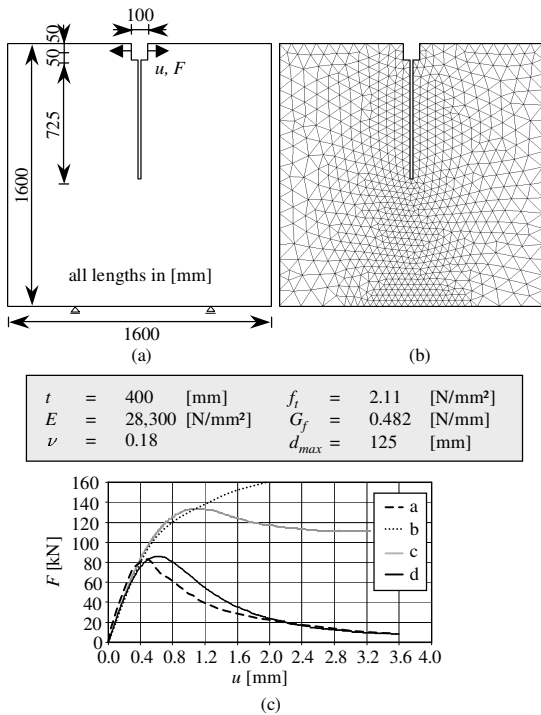 100
50
50
u, F
725
1600
all lengths in [mm]
1600
(a)
(b)
t = 400 [mm] f_t = 2.11 [N/mm²]
E = 28,300 [N/mm²] G_f = 0.482 [N/mm]
ν = 0.18 d_max = 125 [mm]
160
140
120
100
80
60
40
20
0
F [kN]
a
b
c
d
0.0 0.4 0.8 1.2 1.6 2.0 2.4 2.8 3.2 3.6 4.0
u [mm]
(c)